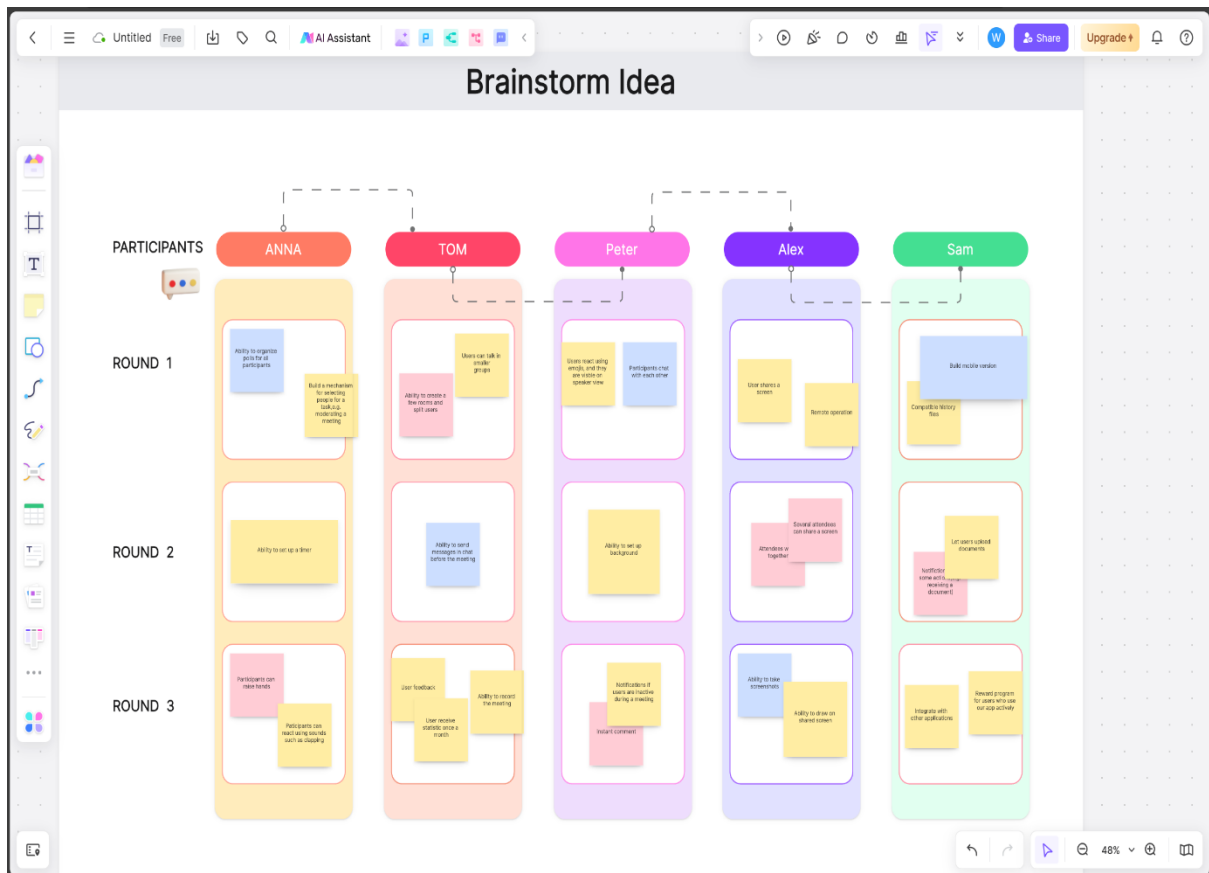 Untitled Free AI Assistant W Share Upgrade
Brainstorm Idea
PARTICIPANTS ANNA TOM Peter Alex Sam
ROUND 1
Ability to organize
polls for all
participants
Build a mechanism
for selecting
people for a
task,e.g.
moderating a
meeting
Users can talk in
smaller
groups
Ability to create a
few rooms and
split users
Users react using
emojis, and they
are visible on
speaker view
Participants chat
with each other
User shares a
screen
Remote operation
Build mobile version
Compatible history
files
ROUND 2
Ability to set up a timer
Ability to send
messages in chat
before the meeting
Ability to set up
background
Several attendees
can share a screen
Attendees
together
Let users upload
documents
some
receiving a
document
ROUND 3
Participants can
raise hands
Participants can
react using sounds
such as clapping
User feedback
User receive
statistic once a
month
Ability to record
the meeting
Notifications if
users are inactive
during a meeting
Instant comment
Ability to take
screenshots
Ability to draw on
shared screen
Integrate with
other applications
Reward program
for users who use
our app actively
48%